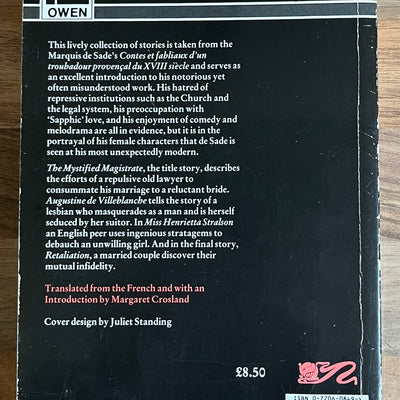 OWEN
This lively collection of stories is taken from the
Marquis de Sade's Contes et fabliaux d'un
troubadour provençal du XVIII siècle and serves as
an excellent introduction to his notorious yet
often misunderstood work. His hatred of
repressive institutions such as the Church and
the legal system, his preoccupation with
'Sapphic' love, and his enjoyment of comedy and
melodrama are all in evidence, but it is in the
portrayal of his female characters that de Sade is
seen at his most unexpectedly modern.
The Mystified Magistrate, the title story, describes
the efforts of a repulsive old lawyer to
consummate his marriage to a reluctant bride.
Augustine de Villeblanche tells the story of a
lesbian who masquerades as a man and is herself
seduced by her suitor. In Miss Henrietta Stralson
an English peer uses ingenious stratagems to
debauch an unwilling girl. And in the final story,
Retaliation, a married couple discover their
mutual infidelity.
Translated from the French and with an
Introduction by Margaret Crosland
Cover design by Juliet Standing
£8.50
ISBN